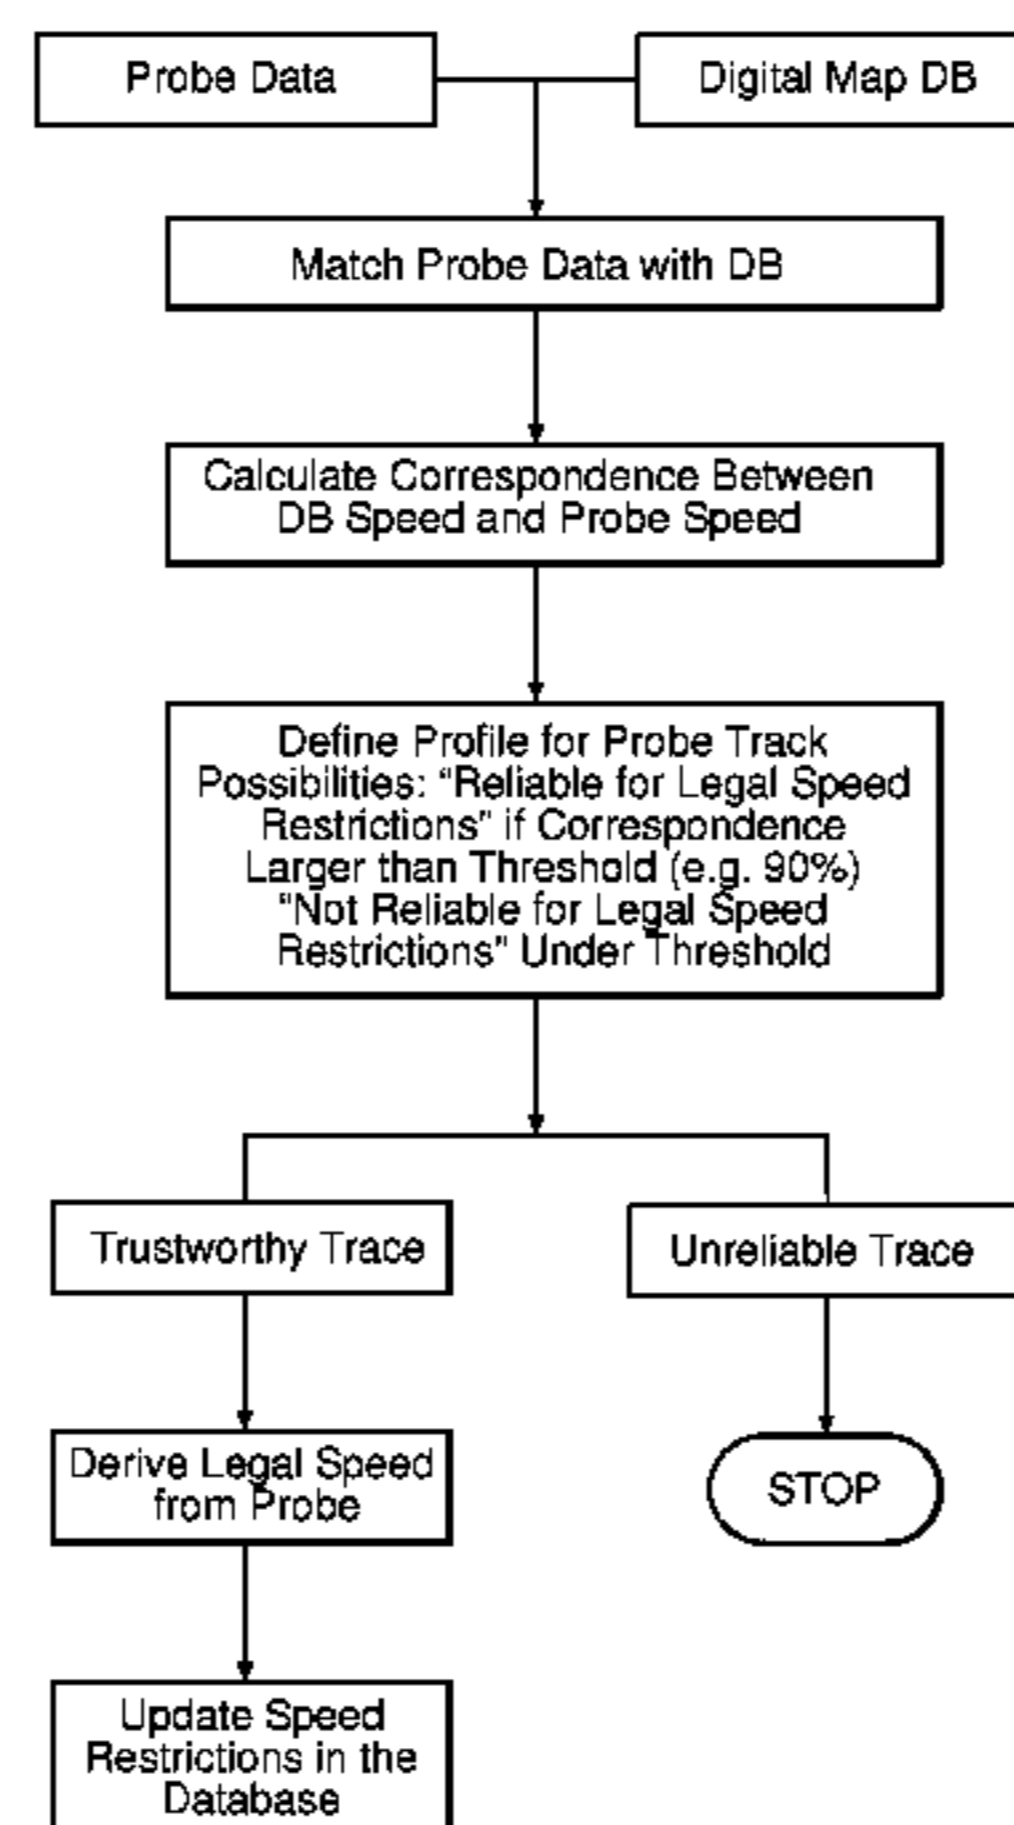 Probe Data
Digital Map DB
Match Probe Data with DB
Calculate Correspondence Between
DB Speed and Probe Speed
Define Profile for Probe Track
Possibilities: “Reliable for Legal Speed
Restrictions” if Correspondence
Larger than Threshold (e.g. 90%)
“Not Reliable for Legal Speed
Restrictions” Under Threshold
Trustworthy Trace
Unreliable Trace
Derive Legal Speed
from Probe
STOP
Update Speed
Restrictions in the
Database